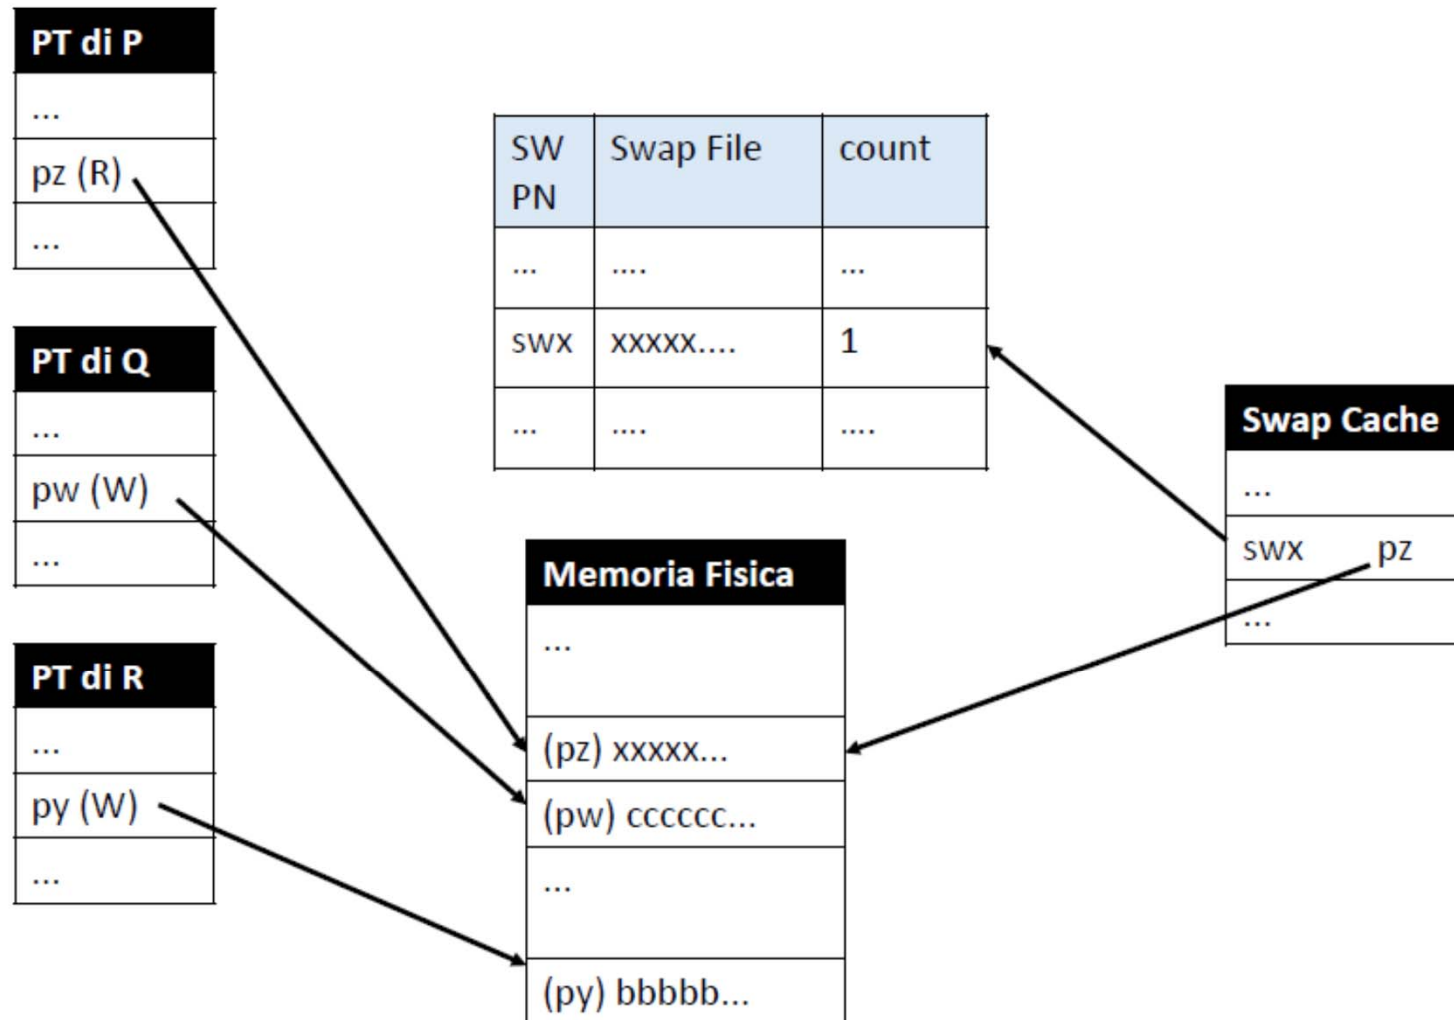 PT di P
...
pz (R)
...
PT di Q
...
pw (W)
...
PT di R
...
py (W)
...
SW PN Swap File count
... .... ...
swx xxxxx.... 1
... .... ....
Swap Cache
...
swx pz
...
Memoria Fisica
...
(pz) xxxxx...
(pw) cccccc...
...
(py) bbbbb...